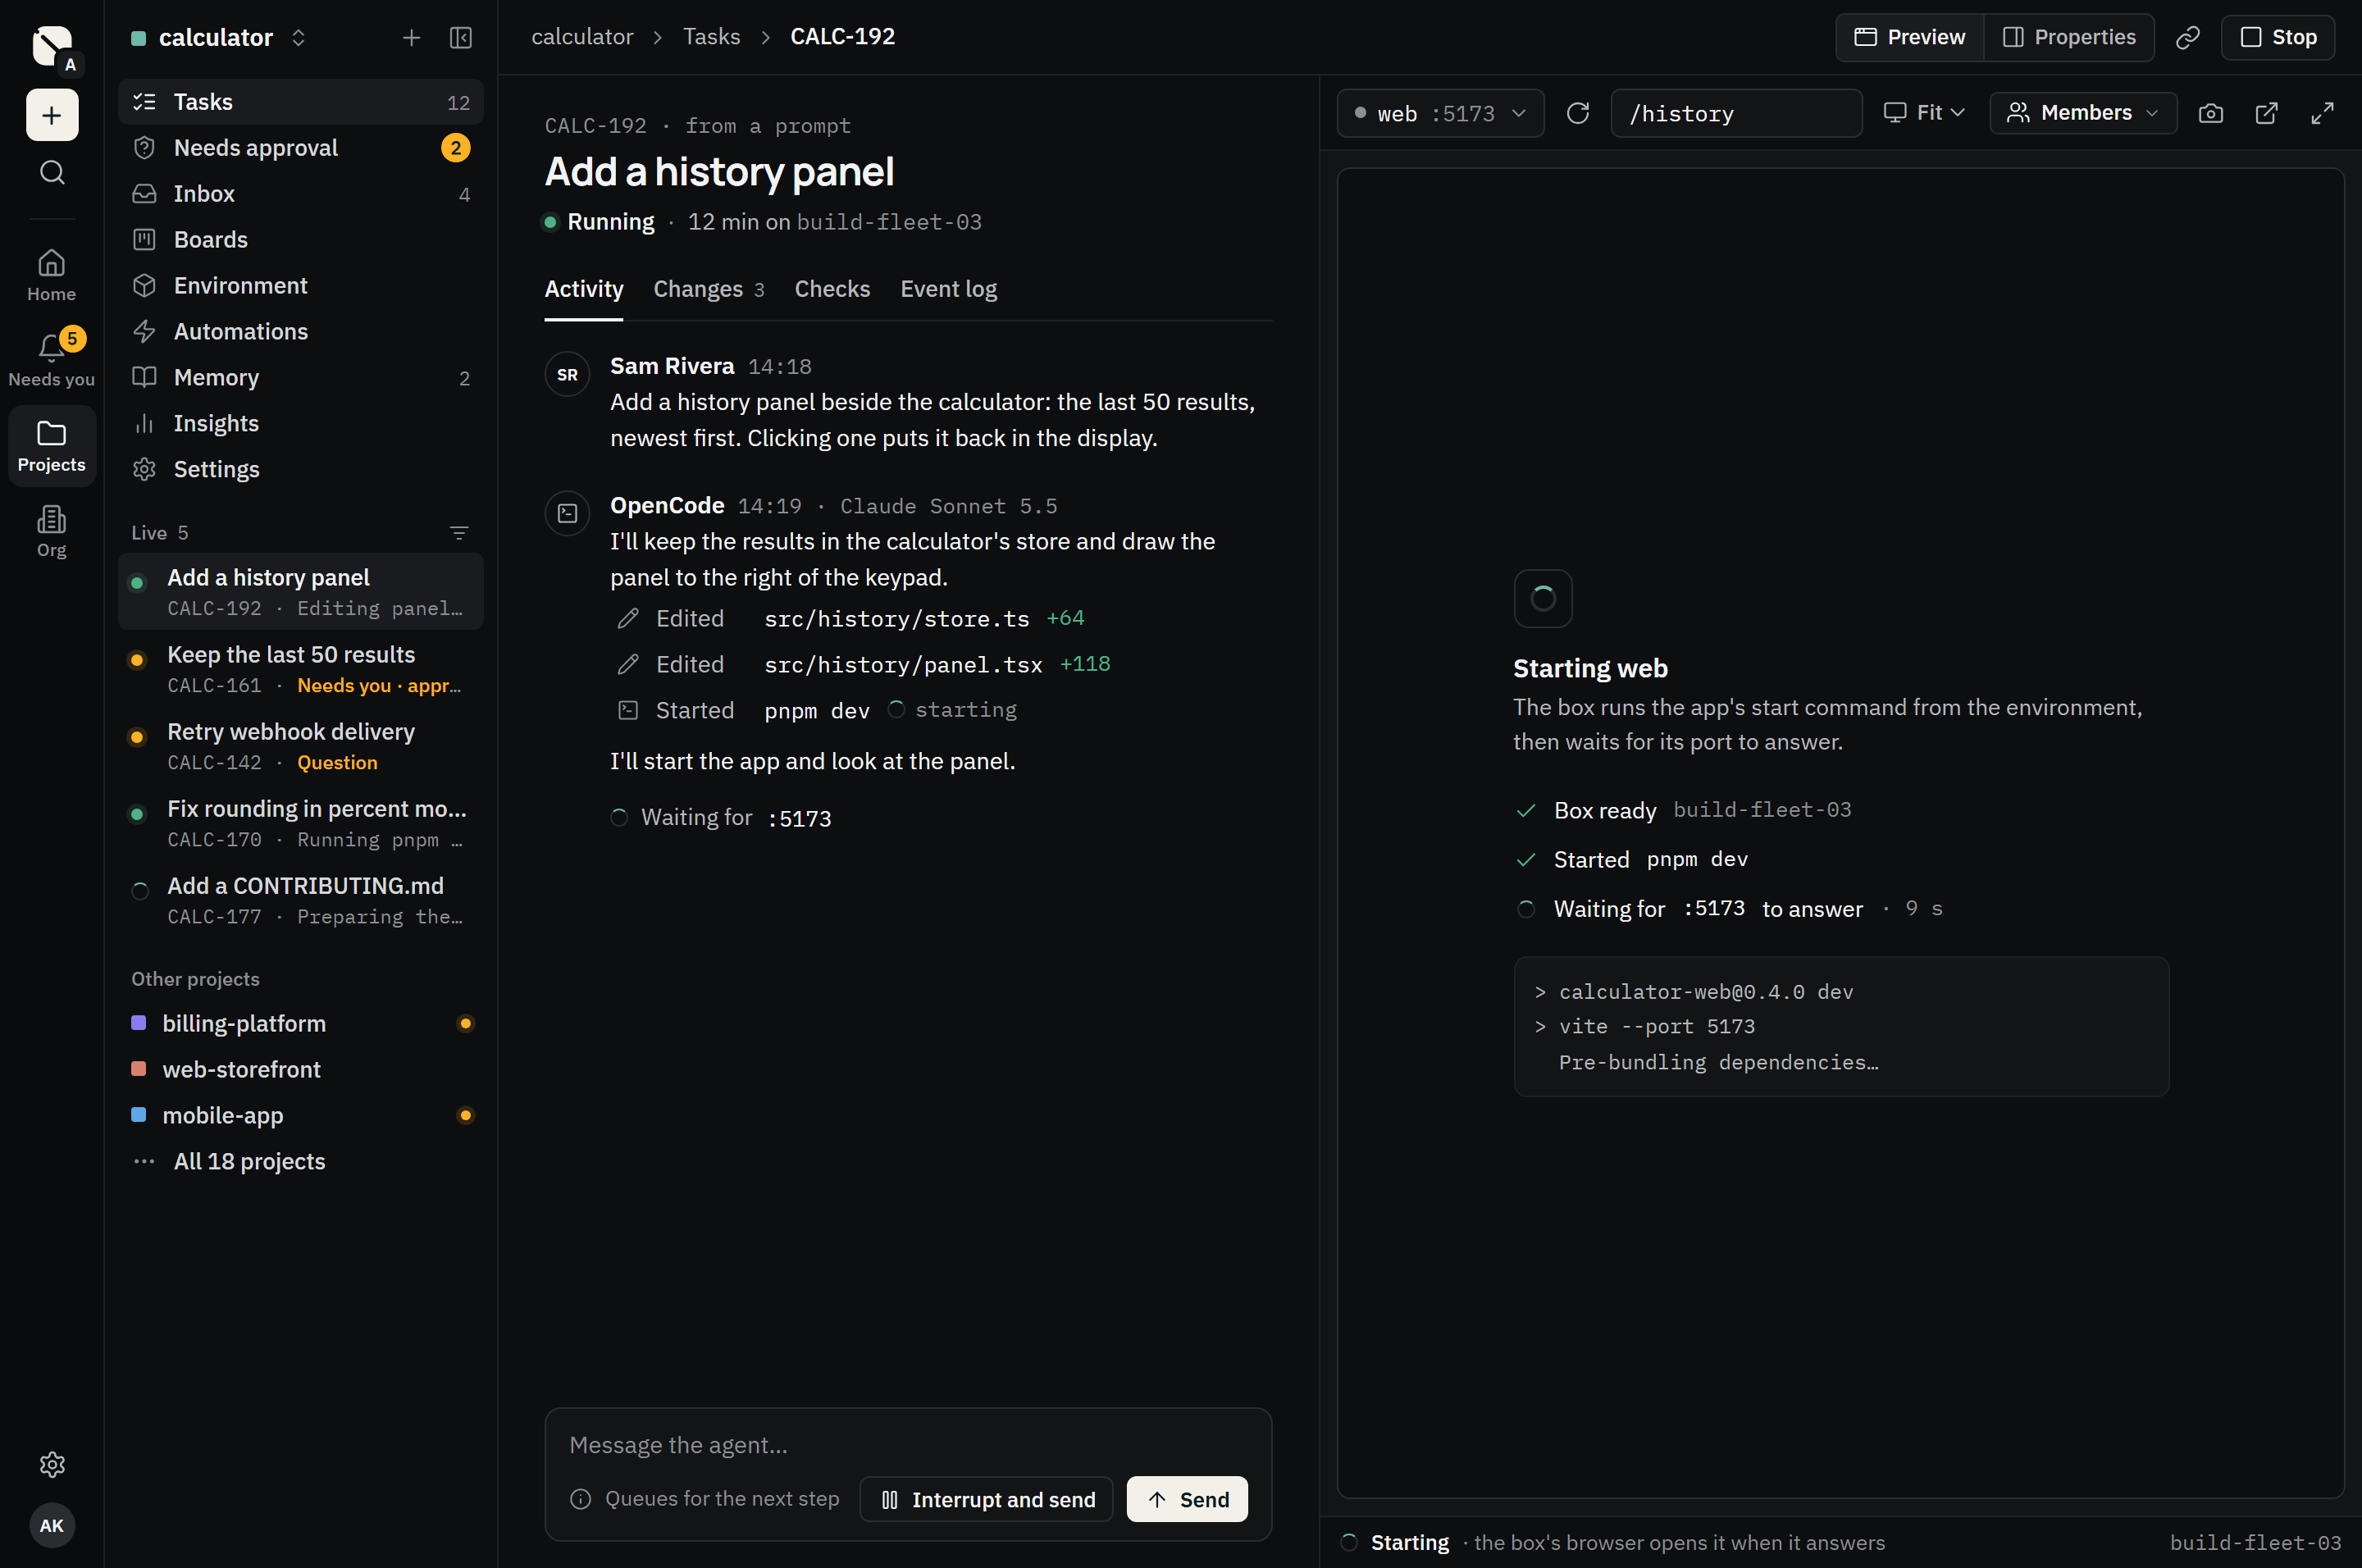 A
Home
5
Needs you
Projects
Org
AK
calculator
Tasks 12
Needs approval 2
Inbox 4
Boards
Environment
Automations
Memory 2
Insights
Settings
Live 5
Add a history panel
CALC-192 · Editing panel…
Keep the last 50 results
CALC-161 · Needs you · appr…
Retry webhook delivery
CALC-142 · Question
Fix rounding in percent mo…
CALC-170 · Running pnpm …
Add a CONTRIBUTING.md
CALC-177 · Preparing the…
Other projects
billing-platform
web-storefront
mobile-app
All 18 projects
calculator > Tasks > CALC-192
Preview Properties Stop
CALC-192 · from a prompt
Add a history panel
Running · 12 min on build-fleet-03
Activity Changes 3 Checks Event log
SR Sam Rivera 14:18
Add a history panel beside the calculator: the last 50 results,
newest first. Clicking one puts it back in the display.
OpenCode 14:19 · Claude Sonnet 5.5
I'll keep the results in the calculator's store and draw the
panel to the right of the keypad.
Edited src/history/store.ts +64
Edited src/history/panel.tsx +118
Started pnpm dev starting
I'll start the app and look at the panel.
Waiting for :5173
Message the agent…
Queues for the next step Interrupt and send Send
web :5173 /history Fit Members
Starting web
The box runs the app's start command from the environment,
then waits for its port to answer.
Box ready build-fleet-03
Started pnpm dev
Waiting for :5173 to answer · 9 s
> calculator-web@0.4.0 dev
> vite --port 5173
Pre-bundling dependencies…
Starting · the box's browser opens it when it answers build-fleet-03